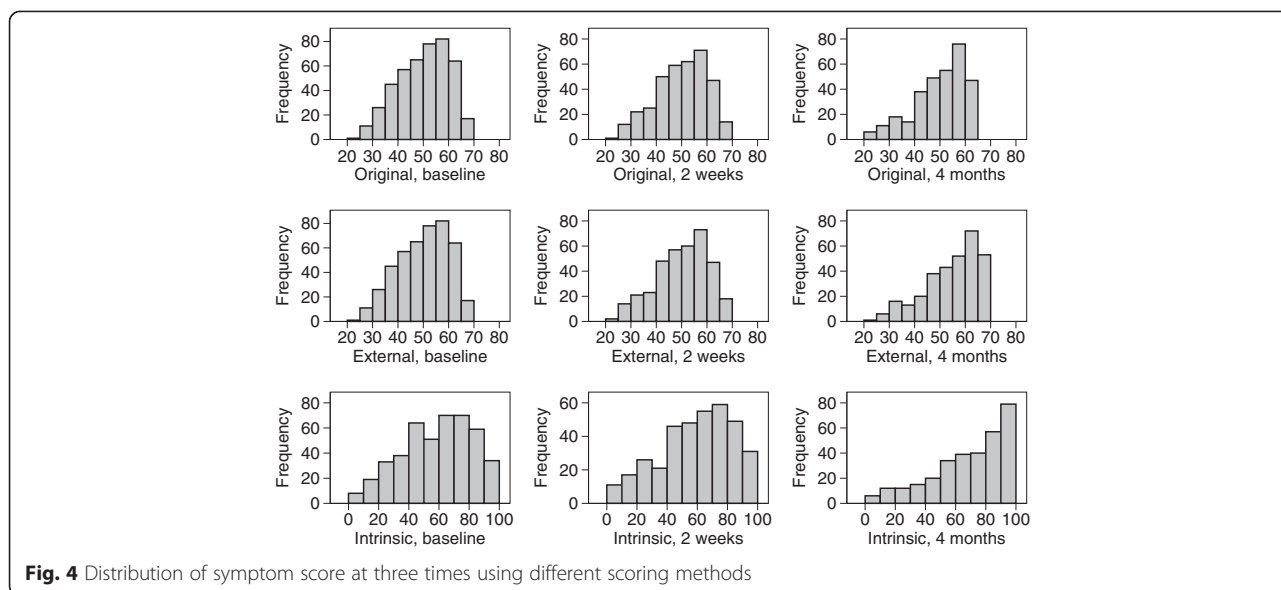 80
60
40
20
0
Frequency
20 30 40 50 60 70 80
Original, baseline
80
60
40
20
0
Frequency
20 30 40 50 60 70 80
Original, 2 weeks
80
60
40
20
0
Frequency
20 30 40 50 60 70 80
Original, 4 months
80
60
40
20
0
Frequency
20 30 40 50 60 70 80
External, baseline
80
60
40
20
0
Frequency
20 30 40 50 60 70 80
External, 2 weeks
80
60
40
20
0
Frequency
20 30 40 50 60 70 80
External, 4 months
80
60
40
20
0
Frequency
0 20 40 60 80 100
Intrinsic, baseline
60
40
20
0
Frequency
0 20 40 60 80 100
Intrinsic, 2 weeks
80
60
40
20
0
Frequency
0 20 40 60 80 100
Intrinsic, 4 months
Fig. 4 Distribution of symptom score at three times using different scoring methods